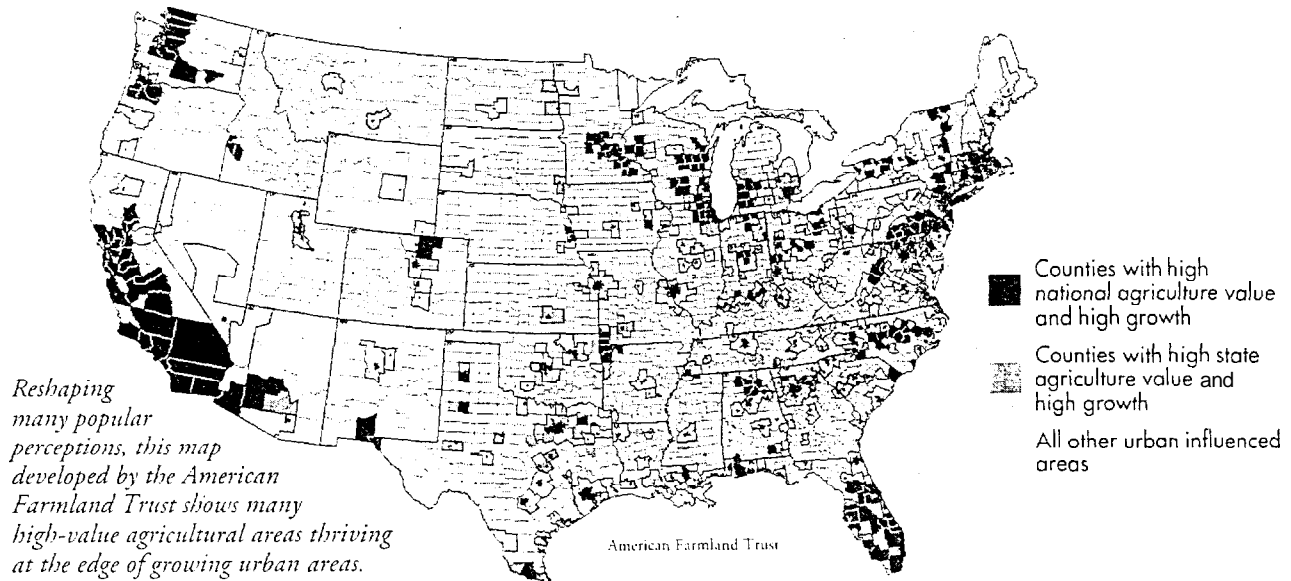 Counties with high
national agriculture value
and high growth
Counties with high state
agriculture value and
high growth
All other urban influenced
areas
Reshaping
many popular
perceptions, this map
developed by the American
Farmland Trust shows many
high-value agricultural areas thriving
at the edge of growing urban areas.
American Farmland Trust